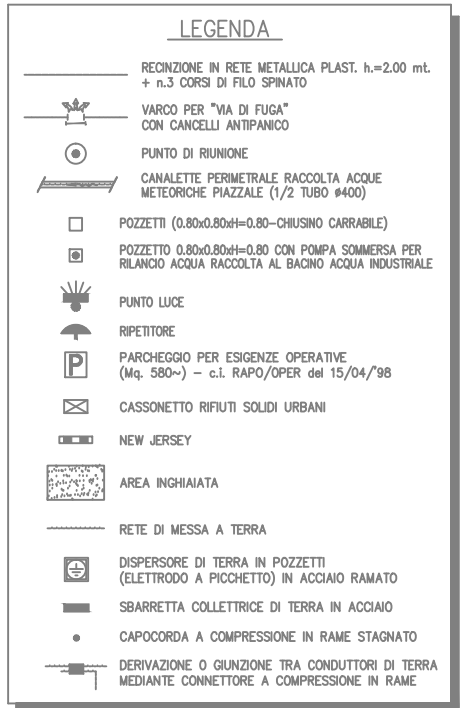 LEGENDA
RECINZIONE IN RETE METALLICA PLAST. h.=2.00 mt.
+ n.3 CORSI DI FILO SPINATO
VARCO PER "VIA DI FUGA"
CON CANCELLI ANTIPANICO
PUNTO DI RIUNIONE
CANALETTE PERIMETRALE RACCOLTA ACQUE
METEORICHE PIAZZALE (1/2 TUBO ø400)
POZZETTI (0.80x0.80xH=0.80-CHIUSINO CARRABILE)
POZZETTO 0.80x0.80xH=0.80 CON POMPA SOMMERSA PER
RILANCIO ACQUA RACCOLTA AL BACINO ACQUA INDUSTRIALE
PUNTO LUCE
RIPETITORE
P PARCHEGGIO PER ESIGENZE OPERATIVE
(Mq. 580~) - c.i. RAPO/OPER del 15/04/'98
CASSONETTO RIFIUTI SOLIDI URBANI
NEW JERSEY
AREA INGHIAIATA
RETE DI MESSA A TERRA
DISPERSORE DI TERRA IN POZZETTI
(ELETTRODO A PICCHETTO) IN ACCIAIO RAMATO
SBARRETTA COLLETTRICE DI TERRA IN ACCIAIO
CAPOCORDA A COMPRESSIONE IN RAME STAGNATO
DERIVAZIONE O GIUNZIONE TRA CONDUTTORI DI TERRA
MEDIANTE CONNETTORE A COMPRESSIONE IN RAME